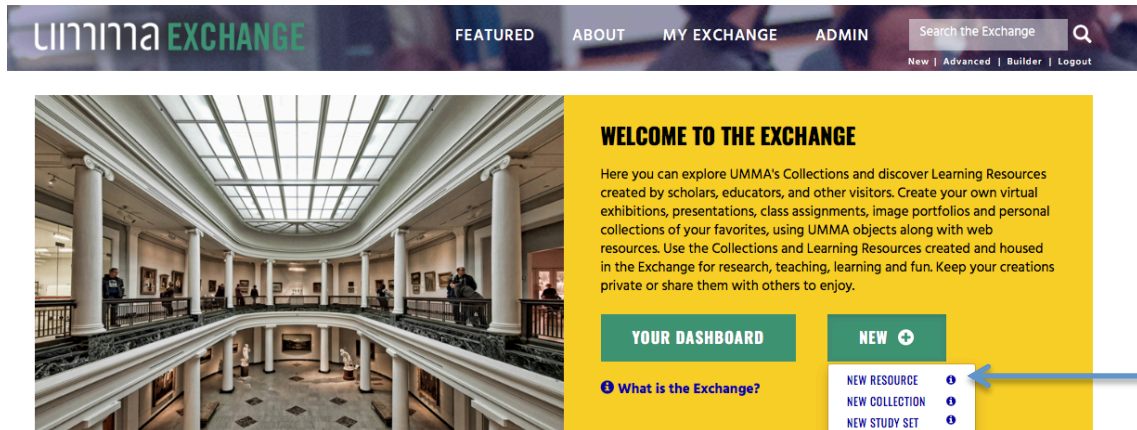 umma EXCHANGE
FEATURED ABOUT MY EXCHANGE ADMIN
Search the Exchange
New | Advanced | Builder | Logout
WELCOME TO THE EXCHANGE
Here you can explore UMMA's Collections and discover Learning Resources
created by scholars, educators, and other visitors. Create your own virtual
exhibitions, presentations, class assignments, image portfolios and personal
collections of your favorites, using UMMA objects along with web
resources. Use the Collections and Learning Resources created and housed
in the Exchange for research, teaching, learning and fun. Keep your creations
private or share them with others to enjoy.
YOUR DASHBOARD
NEW
What is the Exchange?
NEW RESOURCE
NEW COLLECTION
NEW STUDY SET